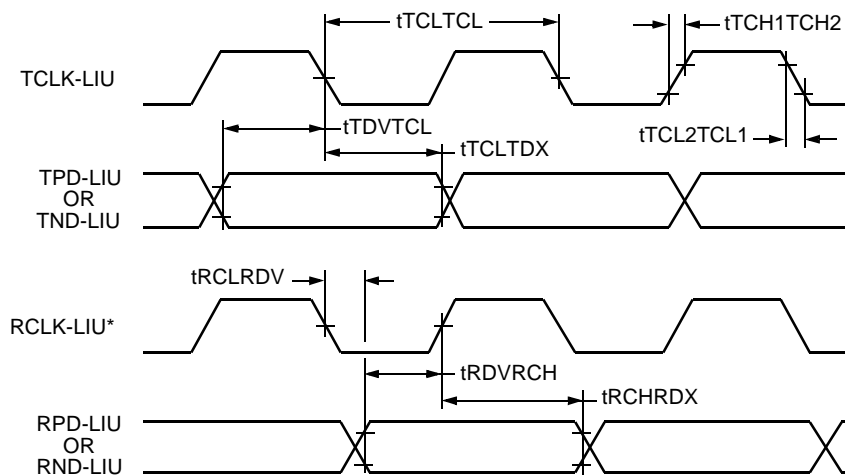 tTCLTCL
tTCH1TCH2
TCLK-LIU
tTDVTCL
tTCL2TCL1
tTCLTDX
TPD-LIU
OR
TND-LIU
tRCLRDV
RCLK-LIU*
tRDVRCH
tRCHRDX
RPD-LIU
OR
RND-LIU